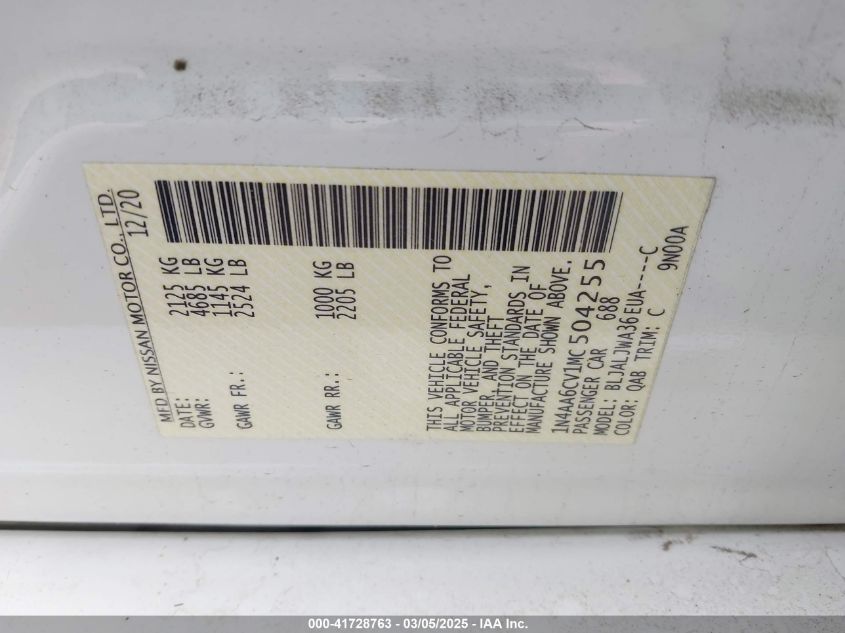 MFD BY NISSAN MOTOR CO., LTD.
DATE: 12/20
GVWR: 2125 KG
4685 LB
GAWR FR.: 1145 KG
2524 LB
GAWR RR.: 1000 KG
2205 LB
THIS VEHICLE CONFORMS TO
ALL APPLICABLE FEDERAL
MOTOR VEHICLE SAFETY,
BUMPER, AND THEFT
PREVENTION STANDARDS IN
EFFECT ON THE DATE OF
MANUFACTURE SHOWN ABOVE.
1N4AA6CV1MC504255
PASSENGER CAR 688
MODEL: BLJALJWA36EUA-----C
COLOR: QAB TRIM: C 9N00A
000-41728763 - 03/05/2025 - IAA Inc.